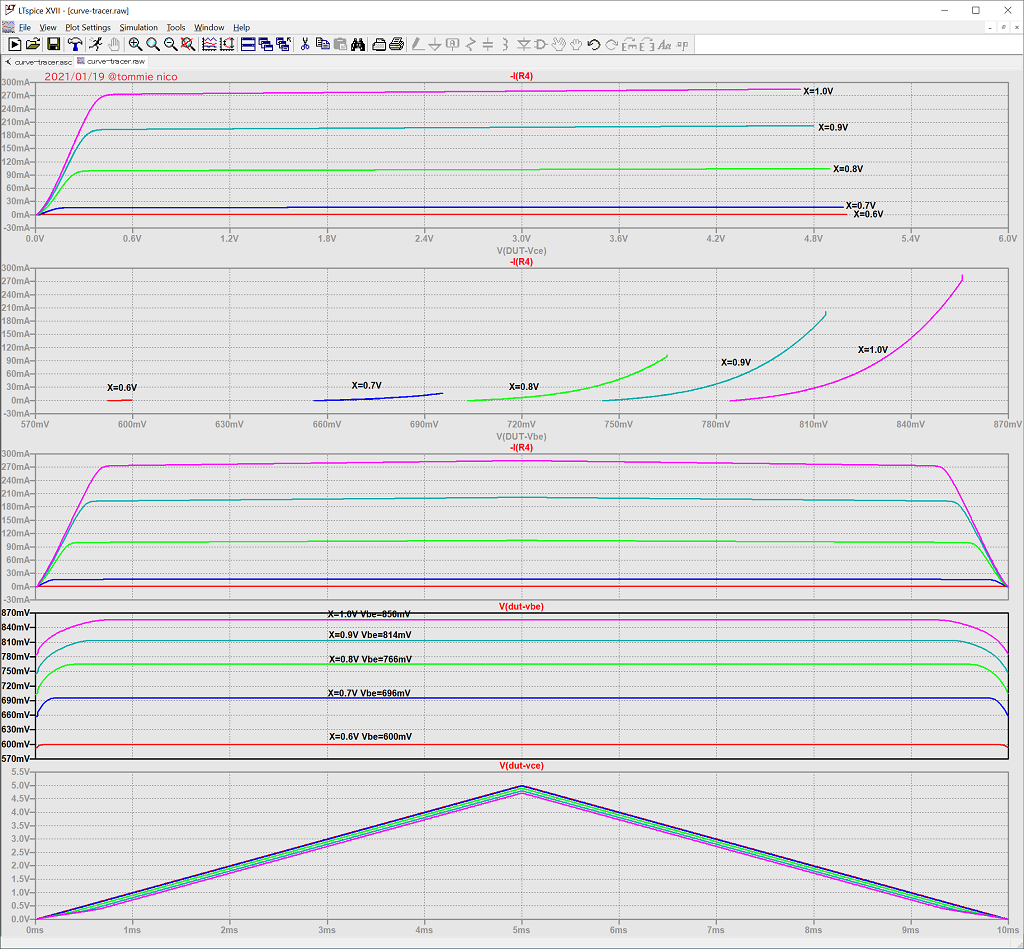 LTspice XVII - [curve-tracer.raw]
File View Plot Settings Simulation Tools Window Help
curve-tracer.asc curve-tracer.raw
2021/01/19 @tommie nico
-I(R4)
300mA
270mA
240mA
210mA
180mA
150mA
120mA
90mA
60mA
30mA
0mA
-30mA
X=1.0V
X=0.9V
X=0.8V
X=0.7V
X=0.6V
0.0V 0.6V 1.2V 1.8V 2.4V 3.0V 3.6V 4.2V 4.8V 5.4V 6.0V
V(DUT-Vce)
-I(R4)
300mA
270mA
240mA
210mA
180mA
150mA
120mA
90mA
60mA
30mA
0mA
-30mA
X=0.6V
X=0.7V
X=0.8V
X=0.9V
X=1.0V
570mV 600mV 630mV 660mV 690mV 720mV 750mV 780mV 810mV 840mV 870mV
V(DUT-Vbe)
-I(R4)
300mA
270mA
240mA
210mA
180mA
150mA
120mA
90mA
60mA
30mA
0mA
-30mA
V(dut-vbe)
870mV
840mV
810mV
780mV
750mV
720mV
690mV
660mV
630mV
600mV
570mV
X=1.0V Vbe=856mV
X=0.9V Vbe=814mV
X=0.8V Vbe=766mV
X=0.7V Vbe=696mV
X=0.6V Vbe=600mV
V(dut-vce)
5.5V
5.0V
4.5V
4.0V
3.5V
3.0V
2.5V
2.0V
1.5V
1.0V
0.5V
0.0V
0ms 1ms 2ms 3ms 4ms 5ms 6ms 7ms 8ms 9ms 10ms